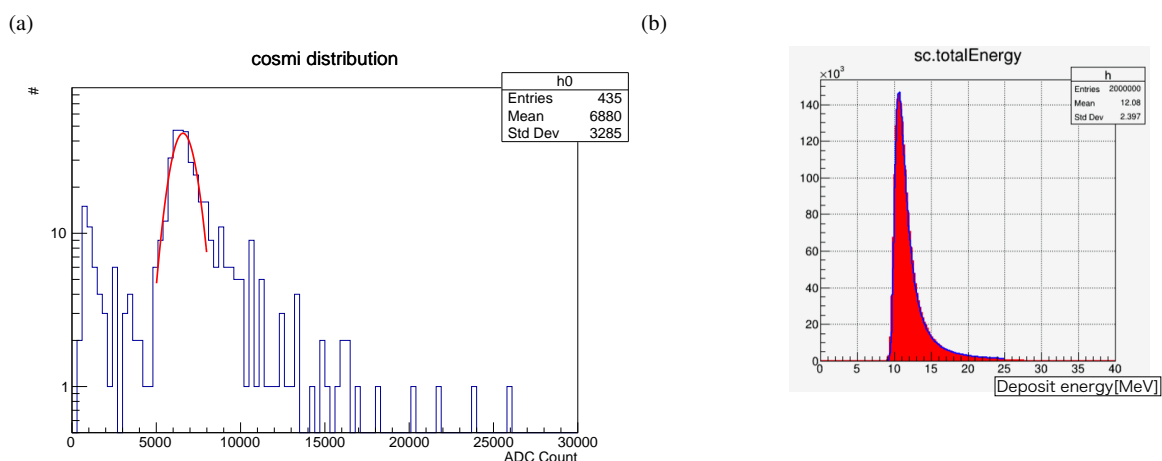 (a)
cosmi distribution
#
h0
Entries 435
Mean 6880
Std Dev 3285
10
1
0 5000 10000 15000 20000 25000 30000
ADC Count
(b)
sc.totalEnergy
×10³
h
Entries 2000000
Mean 12.08
Std Dev 2.397
140
120
100
80
60
40
20
0
0 5 10 15 20 25 30 35 40
Deposit energy[MeV]